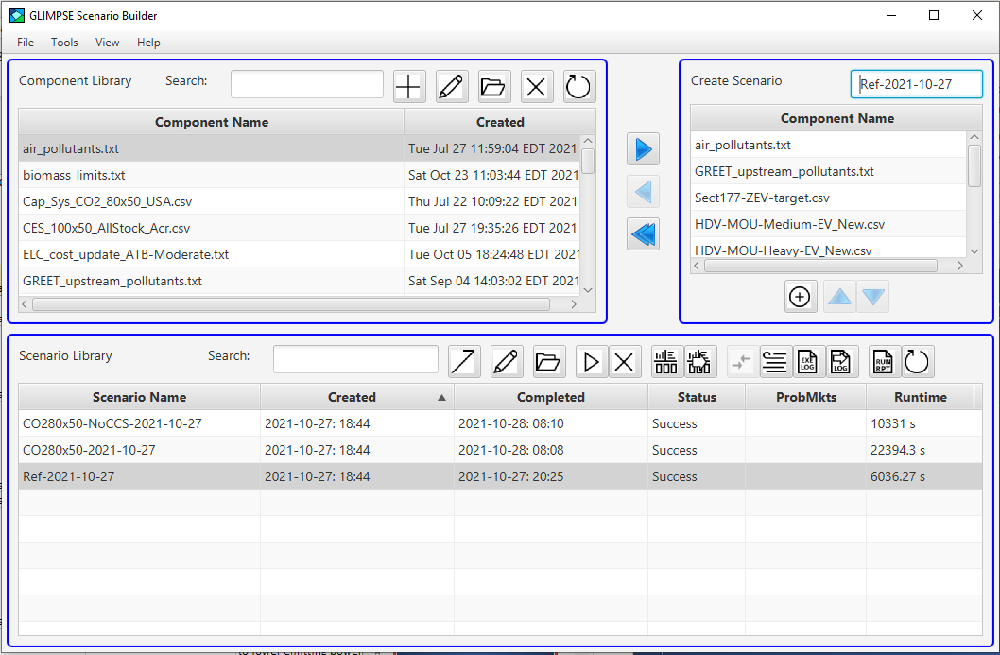 GLIMPSE Scenario Builder
File Tools View Help
Component Library Search:
Component Name Created
air_pollutants.txt Tue Jul 27 11:59:04 EDT 2021
biomass_limits.txt Sat Oct 23 11:03:44 EDT 2021
Cap_Sys_CO2_80x50_USA.csv Thu Jul 22 10:09:22 EDT 2021
CES_100x50_AllStock_Acr.csv Tue Jul 27 19:35:26 EDT 2021
ELC_cost_update_ATB-Moderate.txt Tue Oct 05 18:24:48 EDT 2021
GREET_upstream_pollutants.txt Sat Sep 04 14:03:02 EDT 2021
Create Scenario Ref-2021-10-27
Component Name
air_pollutants.txt
GREET_upstream_pollutants.txt
Sect177-ZEV-target.csv
HDV-MOU-Medium-EV_New.csv
HDV-MOU-Heavy-EV_New.csv
Scenario Library Search:
EXE LOG
LOG
RUN RPT
Scenario Name Created Completed Status ProbMkts Runtime
CO280x50-NoCCS-2021-10-27 2021-10-27: 18:44 2021-10-28: 08:10 Success 10331 s
CO280x50-2021-10-27 2021-10-27: 18:44 2021-10-28: 08:08 Success 22394.3 s
Ref-2021-10-27 2021-10-27: 18:44 2021-10-27: 20:25 Success 6036.27 s